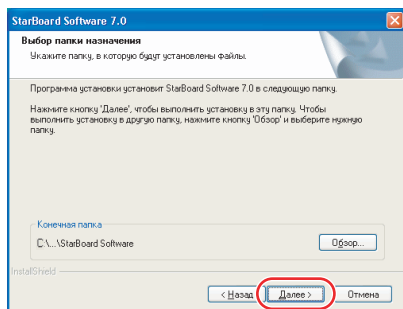 StarBoard Software 7.0
Выбор папки назначения
Укажите папку, в которую будут установлены файлы.
Программа установки установит StarBoard Software 7.0 в следующую папку.
Нажмите кнопку 'Далее', чтобы выполнить установку в эту папку. Чтобы
выполнить установку в другую папку, нажмите кнопку 'Обзор' и выберите нужную
папку.
Конечная папка
C:\...\StarBoard Software
Обзор...
InstallShield
< Назад
Далее >
Отмена